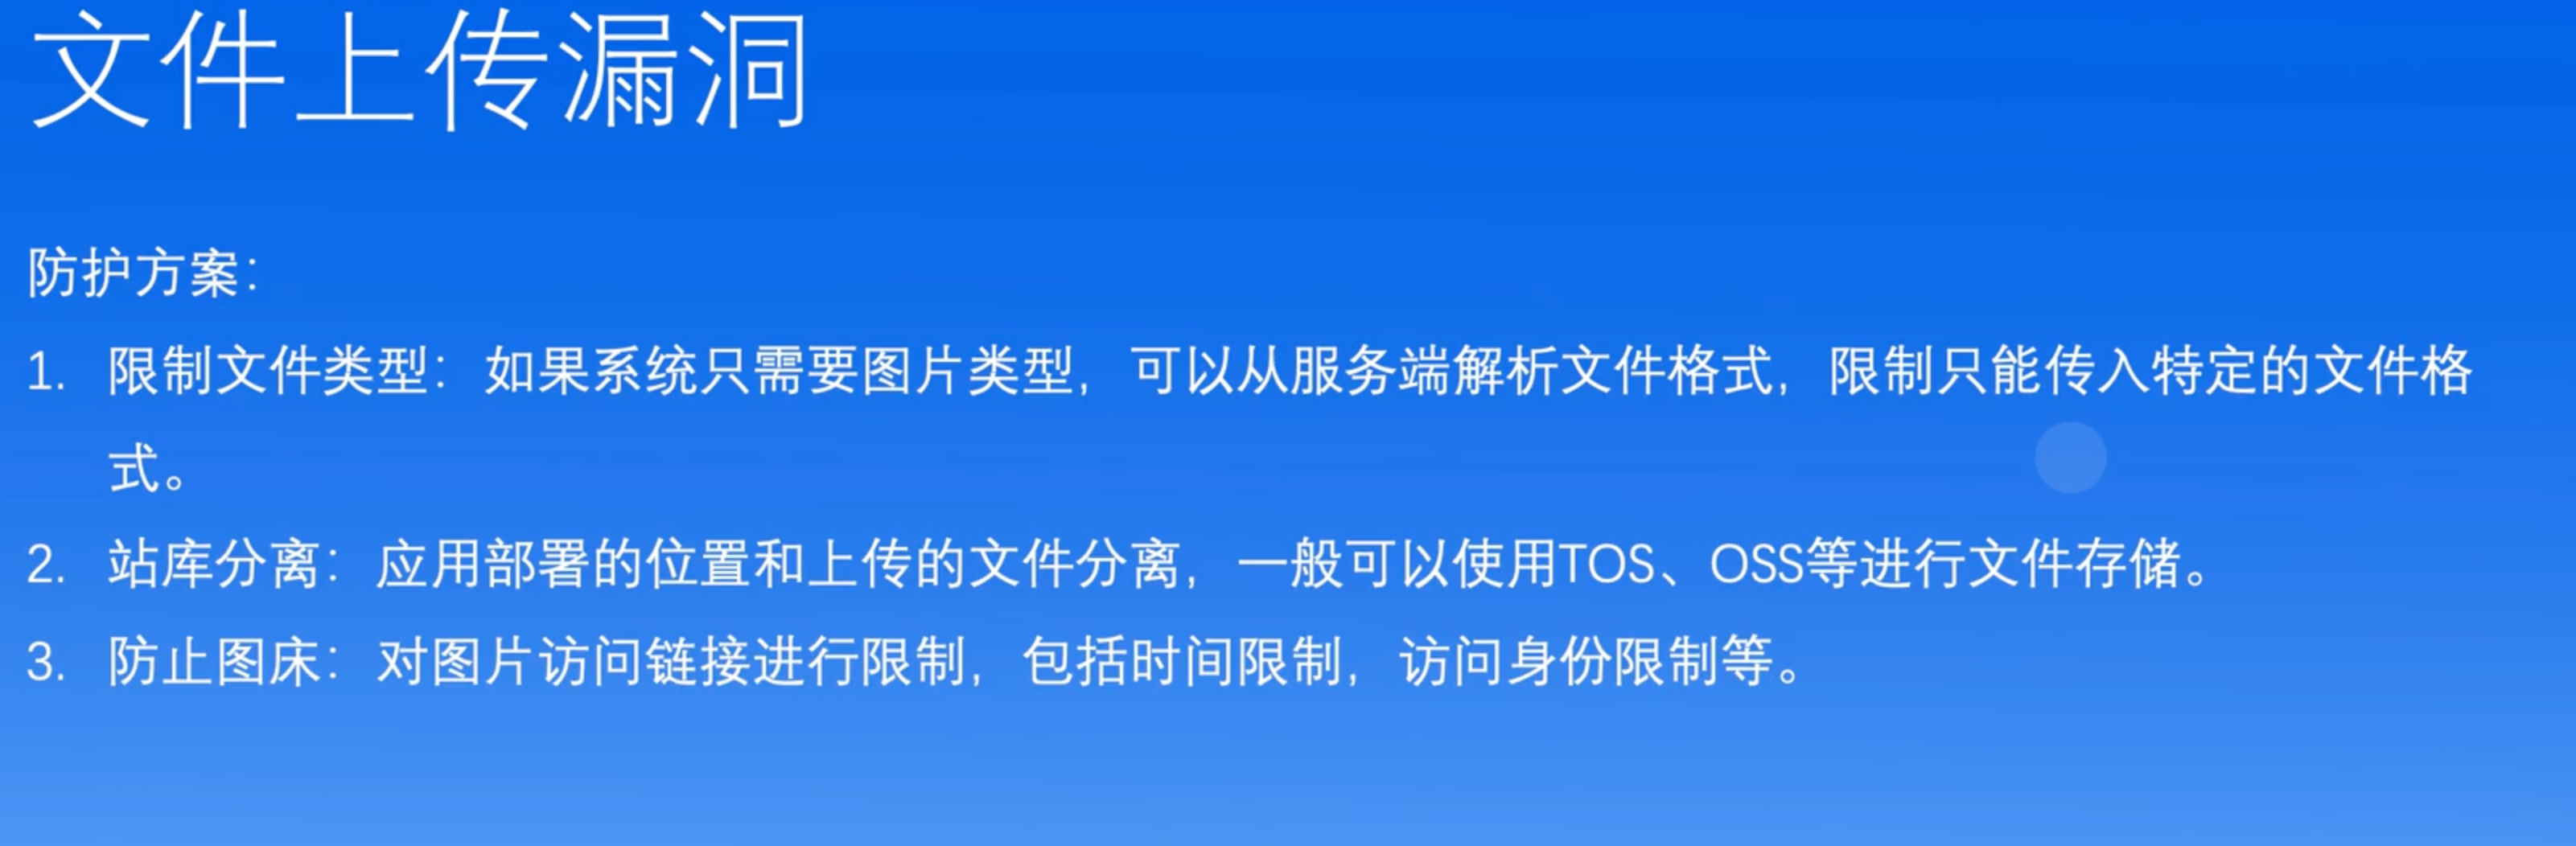 文件上传漏洞
防护方案：
1. 限制文件类型：如果系统只需要图片类型，可以从服务端解析文件格式，限制只能传入特定的文件格
式。
2. 站库分离：应用部署的位置和上传的文件分离，一般可以使用TOS、OSS等进行文件存储。
3. 防止图床：对图片访问链接进行限制，包括时间限制，访问身份限制等。